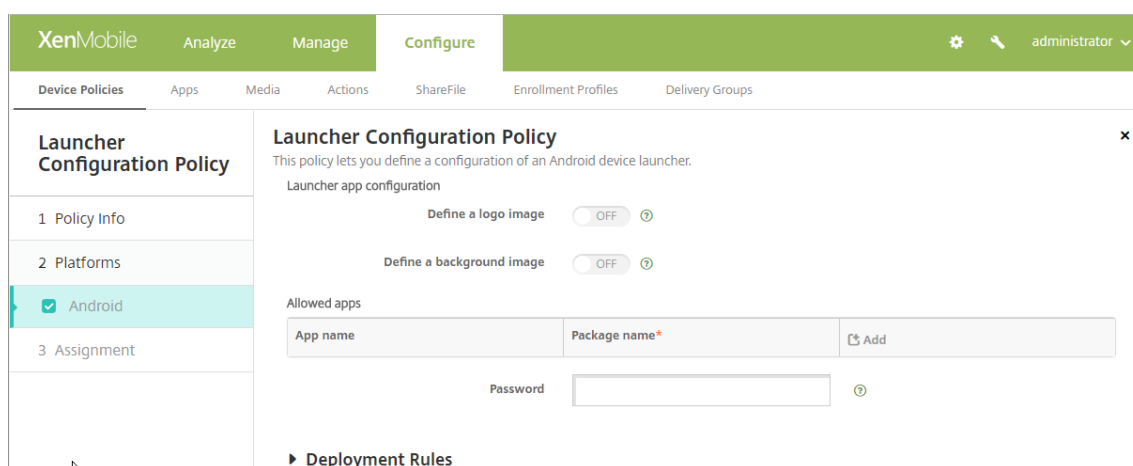 XenMobile Analyze Manage Configure administrator
Device Policies Apps Media Actions ShareFile Enrollment Profiles Delivery Groups
Launcher
Configuration Policy
1 Policy Info
2 Platforms
Android
3 Assignment
Launcher Configuration Policy
This policy lets you define a configuration of an Android device launcher.
Launcher app configuration
Define a logo image OFF ?
Define a background image OFF ?
Allowed apps
App name Package name* Add
Password ?
Deployment Rules